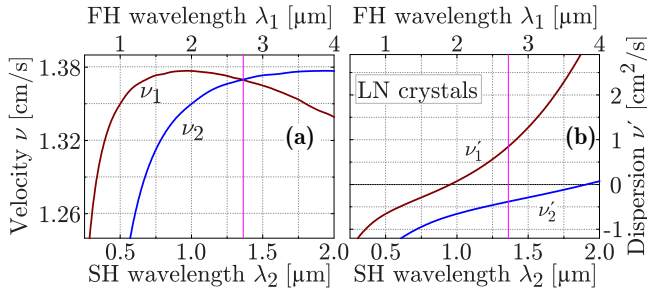 FH wavelength λ₁ [μm]
FH wavelength λ₁ [μm]
1 2 3 4
1 2 3 4
Velocity ν [cm/s]
1.38
1.32
1.26
ν₁
ν₂
(a)
0.5 1.0 1.5 2.0
SH wavelength λ₂ [μm]
LN crystals
ν₁′
ν₂′
(b)
2
1
0
-1
Dispersion ν′ [cm²/s]
0.5 1.0 1.5 2.0
SH wavelength λ₂ [μm]